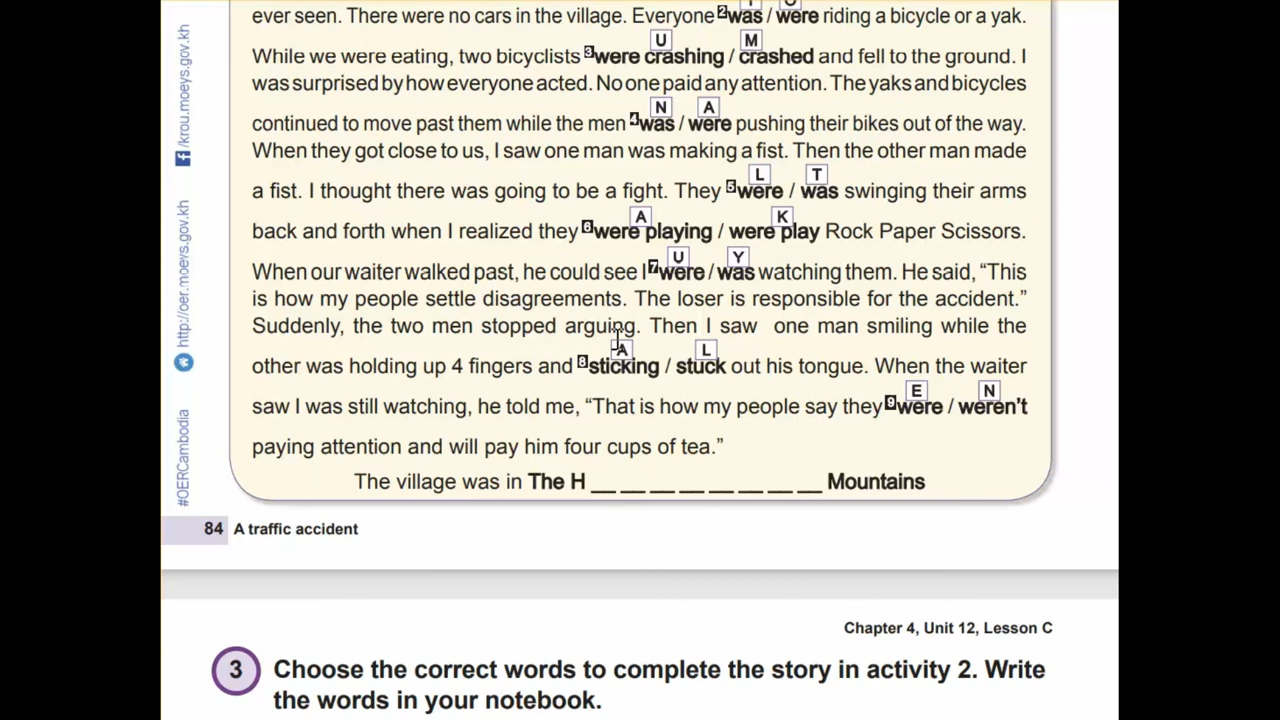 ever seen. There were no cars in the village. Everyone 2was / were riding a bicycle or a yak.
U M
While we were eating, two bicyclists 3were crashing / crashed and fell to the ground. I
was surprised by how everyone acted. No one paid any attention. The yaks and bicycles
N A
continued to move past them while the men 4was / were pushing their bikes out of the way.
When they got close to us, I saw one man was making a fist. Then the other man made
L T
a fist. I thought there was going to be a fight. They 5were / was swinging their arms
A K
back and forth when I realized they 6were playing / were play Rock Paper Scissors.
U Y
When our waiter walked past, he could see I 7were / was watching them. He said, “This
is how my people settle disagreements. The loser is responsible for the accident.”
Suddenly, the two men stopped arguing. Then I saw one man smiling while the
A L
other was holding up 4 fingers and 8sticking / stuck out his tongue. When the waiter
E N
saw I was still watching, he told me, “That is how my people say they 9were / weren’t
paying attention and will pay him four cups of tea.”
The village was in The H __ __ __ __ __ __ __ __ Mountains
84 A traffic accident
#OERCambodia http://oer.moeys.gov.kh f /krou.moeys.gov.kh
Chapter 4, Unit 12, Lesson C
3 Choose the correct words to complete the story in activity 2. Write
the words in your notebook.